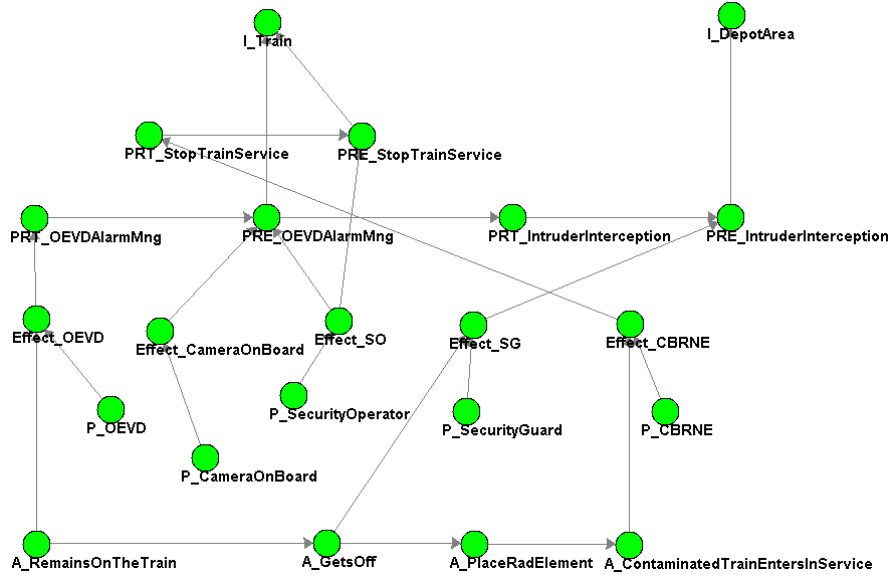 I_Train
I_DepotArea
PRT_StopTrainService
PRE_StopTrainService
PRT_OEVDAlarmMng
PRE_OEVDAlarmMng
PRT_IntruderInterception
PRE_IntruderInterception
Effect_OEVD
Effect_CameraOnBoard
Effect_SO
Effect_SG
Effect_CBRNE
P_OEVD
P_SecurityOperator
P_SecurityGuard
P_CBRNE
P_CameraOnBoard
A_RemainsOnTheTrain
A_GetsOff
A_PlaceRadElement
A_ContaminatedTrainEntersInService